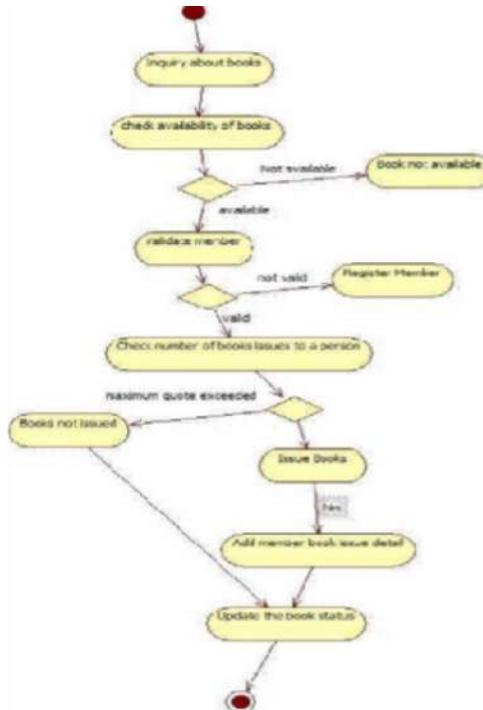 Inquiry about books
check availability of books
Not available
Book not available
available
validate member
not valid
Register Member
valid
Check number of books issues to a person
maximum quote exceeded
Books not issued
Issue Books
Add member book issue detail
Update the book status